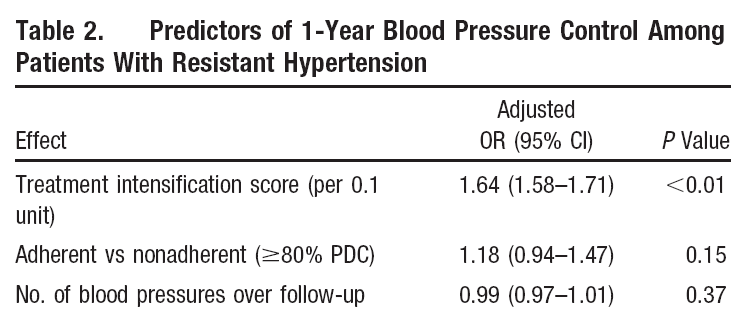 Table 2. Predictors of 1-Year Blood Pressure Control Among
Patients With Resistant Hypertension
Adjusted
Effect OR (95% CI) P Value
Treatment intensification score (per 0.1 1.64 (1.58–1.71) <0.01
unit)
Adherent vs nonadherent (≥80% PDC) 1.18 (0.94–1.47) 0.15
No. of blood pressures over follow-up 0.99 (0.97–1.01) 0.37